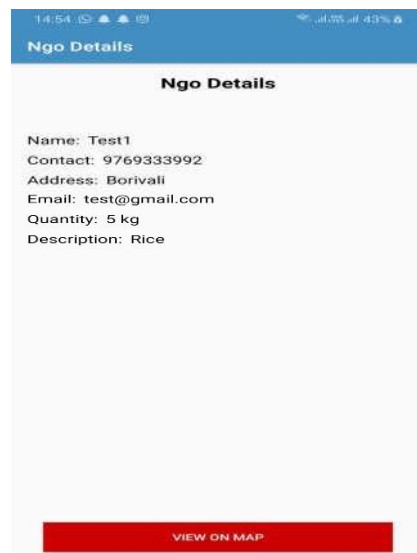 14:54
43%
Ngo Details
Ngo Details
Name: Test1
Contact: 9769333992
Address: Borivali
Email: test@gmail.com
Quantity: 5 kg
Description: Rice
VIEW ON MAP